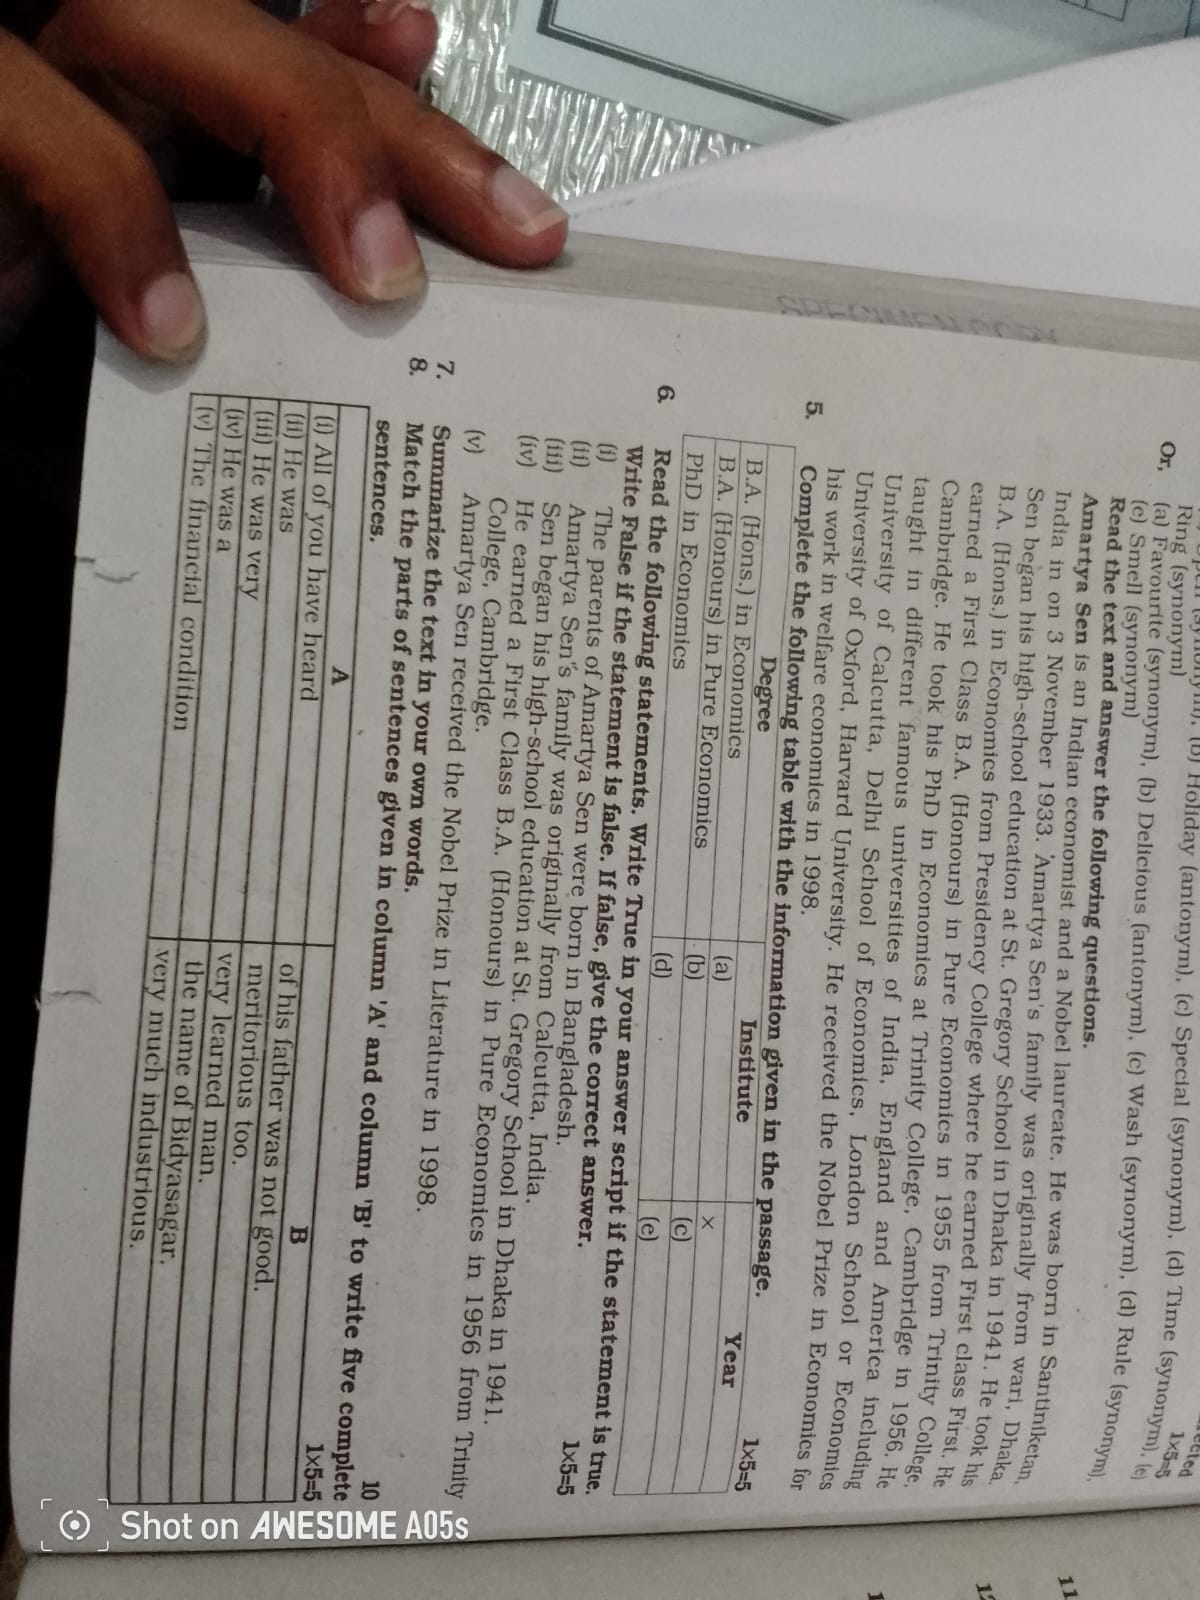 (synonym), (b) Holiday (antonym), (c) Special (synonym), (d) Time (synonym), (e)
Ring (synonym)
1×5=5
Or, (a) Favourite (synonym), (b) Delicious (antonym), (c) Wash (synonym), (d) Rule (synonym),
(e) Smell (synonym)
Read the text and answer the following questions.
Amartya Sen is an Indian economist and a Nobel laureate. He was born in Santiniketan,
India in on 3 November 1933. Amartya Sen's family was originally from wari, Dhaka.
Sen began his high-school education at St. Gregory School in Dhaka in 1941. He took his
B.A. (Hons.) in Economics from Presidency College where he earned First class First. He
earned a First Class B.A. (Honours) in Pure Economics in 1955 from Trinity College,
Cambridge. He took his PhD in Economics at Trinity College, Cambridge in 1956. He
taught in different famous universities of India, England and America including
University of Calcutta, Delhi School of Economics, London School or Economics
University of Oxford, Harvard University. He received the Nobel Prize in Economics for
his work in welfare economics in 1998.
5. Complete the following table with the information given in the passage. 1×5=5
Degree Institute Year
B.A. (Hons.) in Economics (a) ×
B.A. (Honours) in Pure Economics (b) (c)
PhD in Economics (d) (e)
6. Read the following statements. Write True in your answer script if the statement is true.
Write False if the statement is false. If false, give the correct answer. 1×5=5
(i) The parents of Amartya Sen were born in Bangladesh.
(ii) Amartya Sen's family was originally from Calcutta, India.
(iii) Sen began his high-school education at St. Gregory School in Dhaka in 1941.
(iv) He earned a First Class B.A. (Honours) in Pure Economics in 1956 from Trinity
College, Cambridge.
(v) Amartya Sen received the Nobel Prize in Literature in 1998.
7. Summarize the text in your own words. 10
8. Match the parts of sentences given in column 'A' and column 'B' to write five complete
sentences. 1×5=5
A B
(i) All of you have heard of his father was not good.
(ii) He was meritorious too.
(iii) He was very very learned man.
(iv) He was a the name of Bidyasagar.
(v) The financial condition very much industrious.
Shot on AWESOME A05s